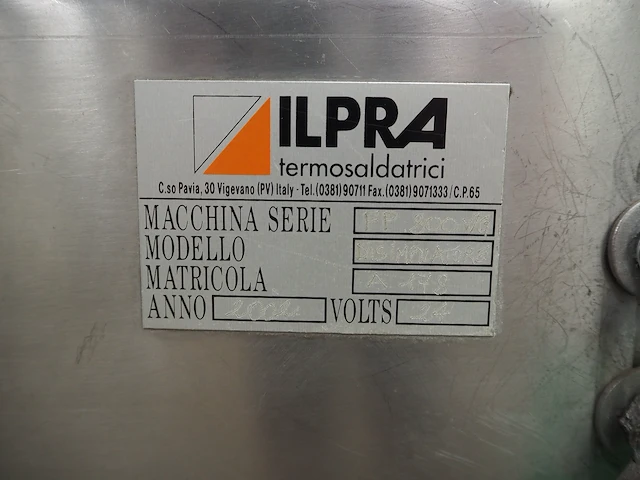 ILPRA
termosaldatrici
C.so Pavia, 30 Vigevano (PV) Italy - Tel. (0381) 90711 Fax. (0381) 9071333 / C.P. 65
MACCHINA SERIE
MODELLO
MATRICOLA
ANNO VOLTS